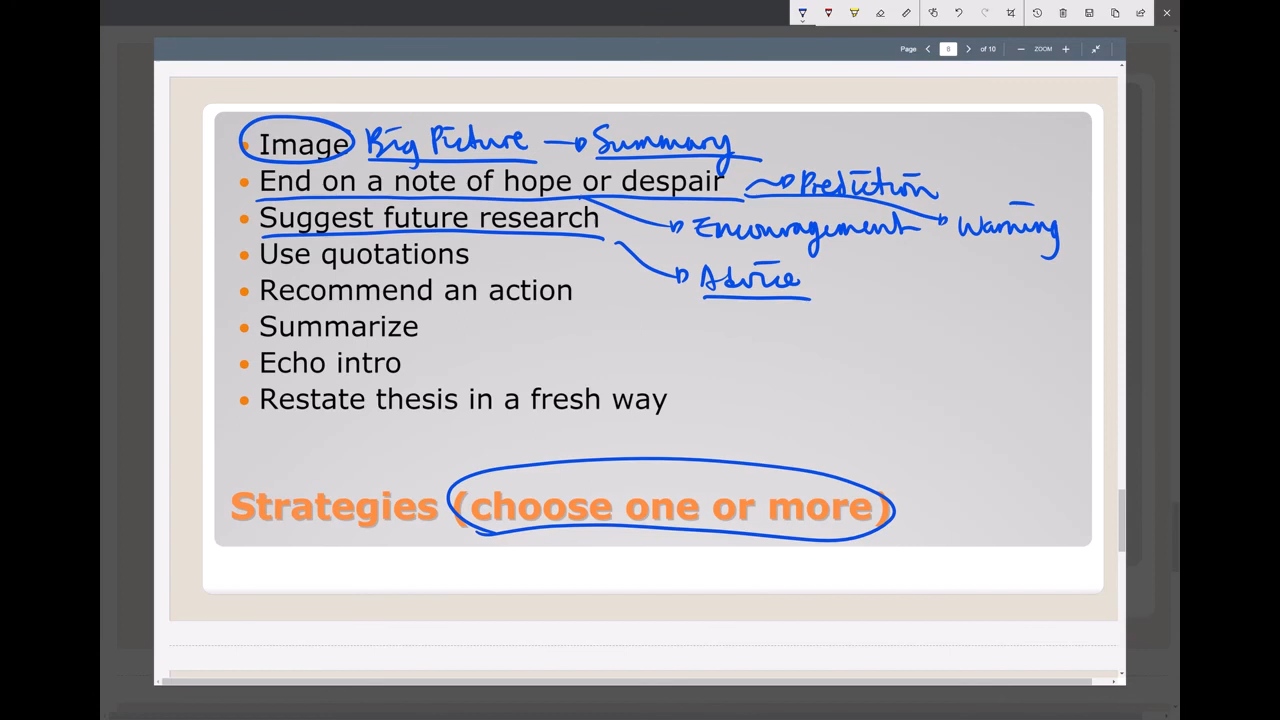 Page 8 of 10 ZOOM
Image Big Picture → Summary
End on a note of hope or despair → Prediction
Suggest future research → Encouragement → Warning
Use quotations → Advice
Recommend an action
Summarize
Echo intro
Restate thesis in a fresh way
Strategies (choose one or more)